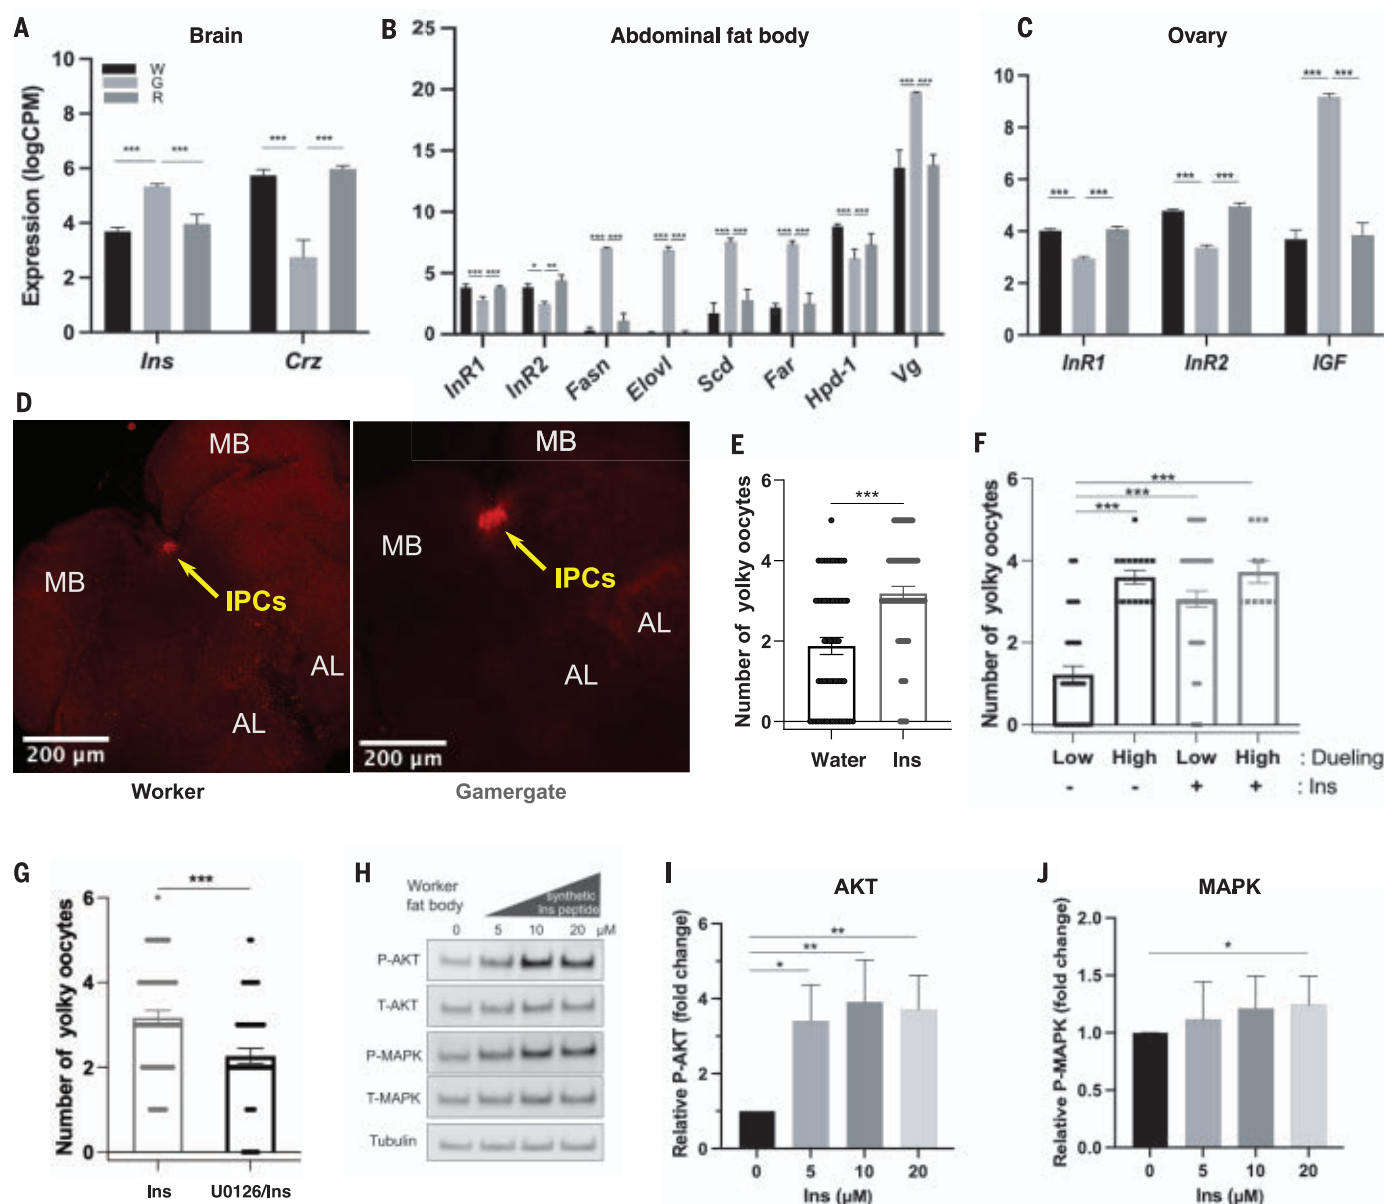 A
Brain
Expression (logCPM)
10
8
6
4
2
0
W
G
R
***
***
***
***
Ins
Crz
B
Abdominal fat body
25
20
15
10
5
0
*** ***
* **
*** ***
*** ***
*** ***
*** ***
*** ***
*** ***
InR1
InR2
Fasn
Elovl
Scd
Far
Hpd-1
Vg
C
Ovary
10
8
6
4
2
0
*** ***
*** ***
*** ***
InR1
InR2
IGF
D
MB
MB
IPCs
AL
AL
200 µm
Worker
MB
MB
IPCs
AL
AL
200 µm
Gamergate
E
Number of yolky oocytes
6
4
2
0
***
Water
Ins
F
Number of yolky oocytes
6
4
2
0
***
***
***
Low High Low High : Dueling
- - + + : Ins
G
Number of yolky oocytes
6
4
2
0
***
Ins
U0126/Ins
H
Worker
fat body
synthetic
Ins peptide
0 5 10 20 µM
P-AKT
T-AKT
P-MAPK
T-MAPK
Tubulin
I
AKT
Relative P-AKT (fold change)
6
4
2
0
**
**
*
0 5 10 20
Ins (µM)
J
MAPK
Relative P-MAPK (fold change)
2.0
1.5
1.0
0.5
0.0
*
0 5 10 20
Ins (µM)